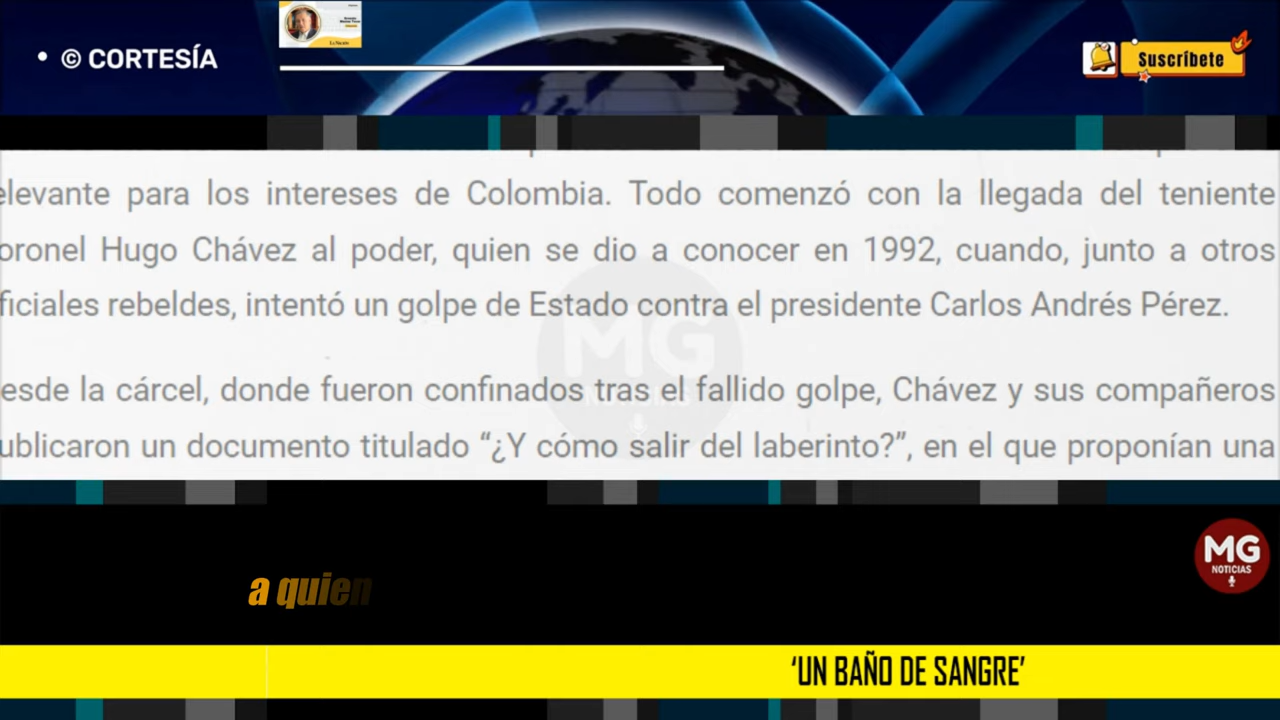 • © CORTESÍA
Suscríbete
elevante para los intereses de Colombia. Todo comenzó con la llegada del teniente
oronel Hugo Chávez al poder, quien se dio a conocer en 1992, cuando, junto a otros
ficiales rebeldes, intentó un golpe de Estado contra el presidente Carlos Andrés Pérez.
esde la cárcel, donde fueron confinados tras el fallido golpe, Chávez y sus compañeros
ublicaron un documento titulado “¿Y cómo salir del laberinto?”, en el que proponían una
MG
NOTICIAS
a quien
‘UN BAÑO DE SANGRE’